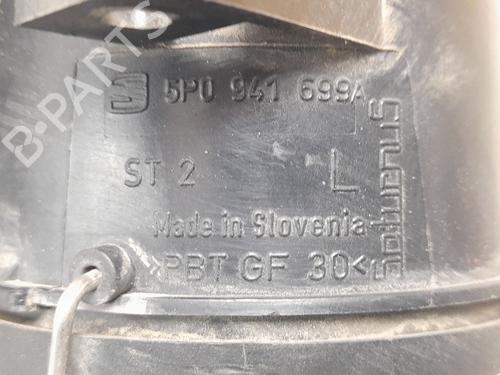 5P0 941 699A
ST 2 L
Made in Slovenia
>PBT GF 30<
saturnus
B-PARTS